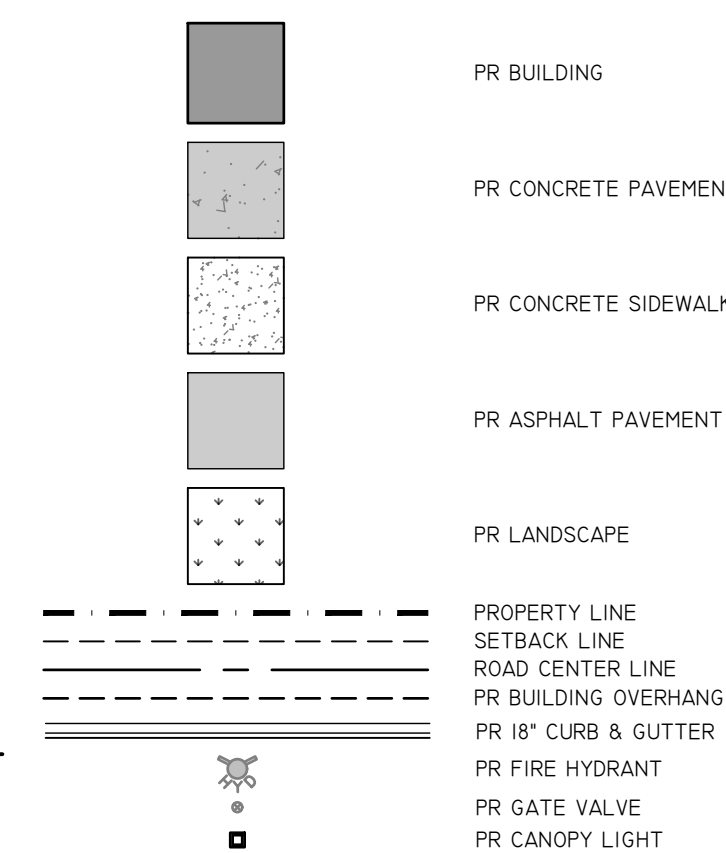 PR BUILDING
PR CONCRETE PAVEMEN
PR CONCRETE SIDEWALK
PR ASPHALT PAVEMENT
PR LANDSCAPE
PROPERTY LINE
SETBACK LINE
ROAD CENTER LINE
PR BUILDING OVERHANG
PR 18" CURB & GUTTER
HYD
PR FIRE HYDRANT
PR GATE VALVE
PR CANOPY LIGHT